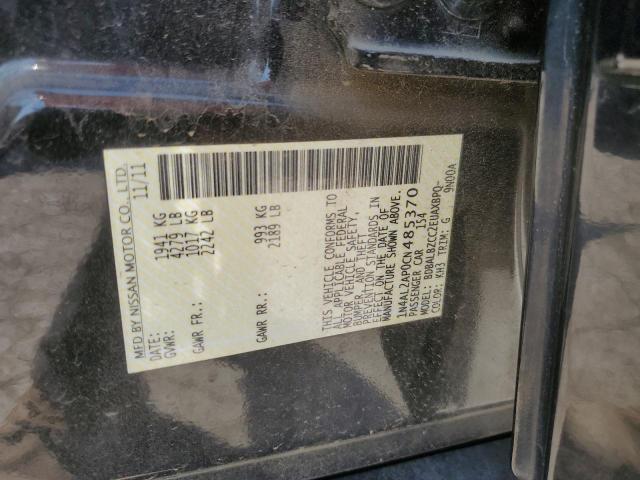 MFD BY NISSAN MOTOR CO., LTD.
DATE: 11/11
GVWR: 1941 KG
4279 LB
GAWR FR.: 1017 KG
2242 LB
GAWR RR.: 993 KG
2189 LB
THIS VEHICLE CONFORMS TO
ALL APPLICABLE FEDERAL
MOTOR VEHICLE SAFETY,
BUMPER, AND THEFT
PREVENTION STANDARDS IN
EFFECT ON THE DATE OF
MANUFACTURE SHOWN ABOVE.
1N4AL2AP0CN485370
PASSENGER CAR 134
MODEL: BDBALBZCC2EUAXBPQ-
COLOR: KH3 TRIM: G 9N00A